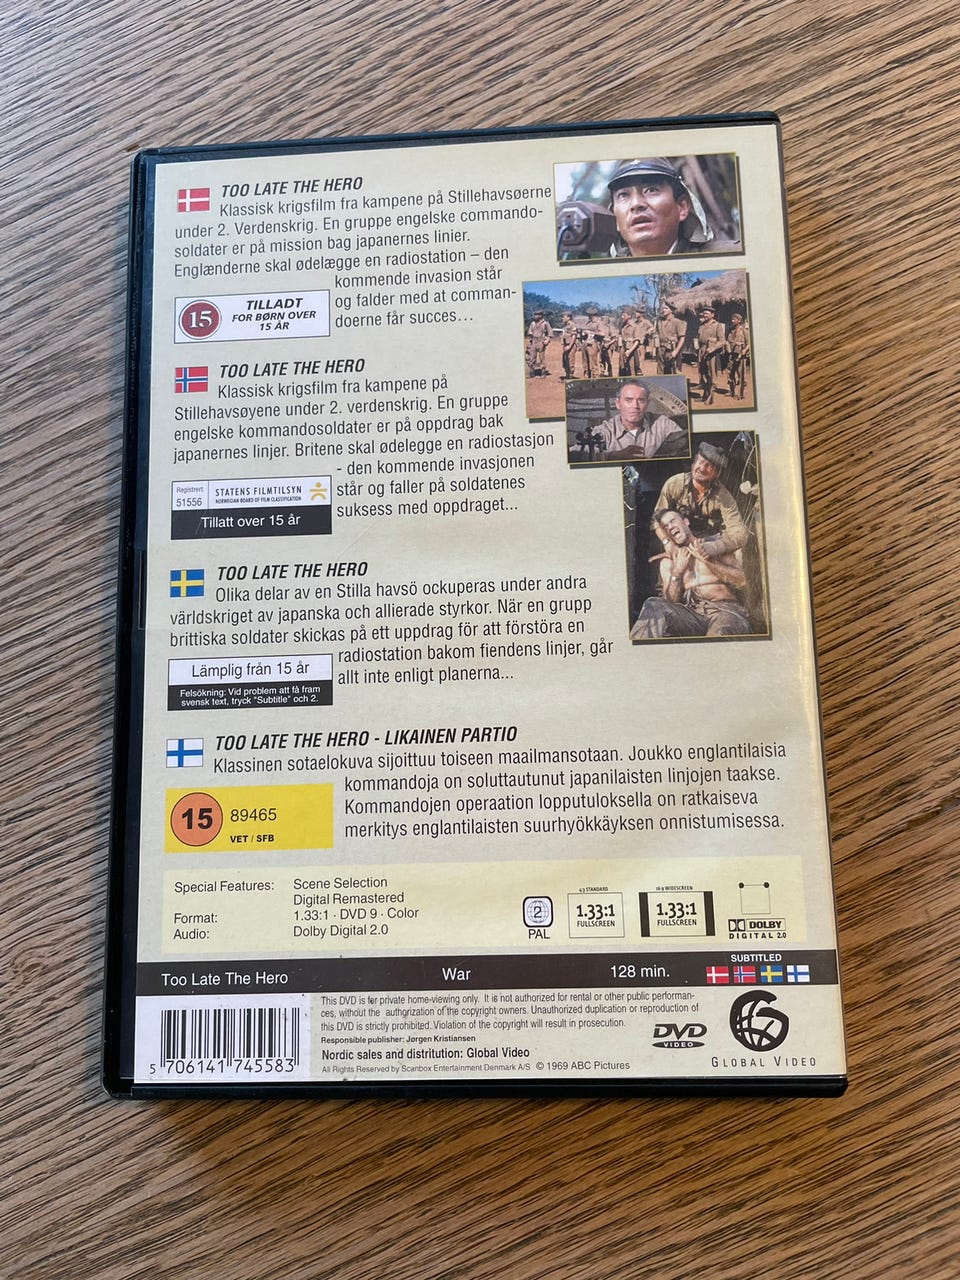 TOO LATE THE HERO
Klassisk krigsfilm fra kampene på Stillehavsøerne
under 2. Verdenskrig. En gruppe engelske commando-
soldater er på mission bag japanernes linier.
Englænderne skal ødelægge en radiostation – den
kommende invasion står
og falder med at comman-
doerne får succes...
15
TILLADT
FOR BØRN OVER
15 ÅR
TOO LATE THE HERO
Klassisk krigsfilm fra kampene på
Stillehavsøyene under 2. verdenskrig. En gruppe
engelske kommandosoldater er på oppdrag bak
japanernes linjer. Britene skal ødelegge en radiostasjon
- den kommende invasjonen
står og faller på soldatenes
suksess med oppdraget...
Registrert.
51556
STATENS FILMTILSYN
NORWEGIAN BOARD OF FILM CLASSIFICATION
Tillatt over 15 år
TOO LATE THE HERO
Olika delar av en Stilla havsö ockuperas under andra
världskriget av japanska och allierade styrkor. När en grupp
brittiska soldater skickas på ett uppdrag för att förstöra en
radiostation bakom fiendens linjer, går
allt inte enligt planerna...
Lämplig från 15 år
Felsökning: Vid problem att få fram
svensk text, tryck "Subtitle" och 2.
TOO LATE THE HERO - LIKAINEN PARTIO
Klassinen sotaelokuva sijoittuu toiseen maailmansotaan. Joukko englantilaisia
kommandoja on soluttautunut japanilaisten linjojen taakse.
Kommandojen operaation lopputuloksella on ratkaiseva
merkitys englantilaisten suurhyökkäyksen onnistumisessa.
15
89465
VET / SFB
Special Features: Scene Selection
Digital Remastered
Format: 1.33:1 · DVD 9 · Color
Audio: Dolby Digital 2.0
2
PAL
4:3 STANDARD
1.33:1
FULLSCREEN
16:9 WIDESCREEN
1.33:1
FULLSCREEN
DOLBY
DIGITAL 2.0
Too Late The Hero War 128 min.
SUBTITLED
5 706141 745583
This DVD is for private home-viewing only. It is not authorized for rental or other public performan-
ces, without the authgrization of the copyright owners. Unauthorized duplication or reproduction of
this DVD is strictly prohibited. Violation of the copyright will result in prosecution.
Responsible publisher: Jørgen Kristiansen
Nordic sales and distritution: Global Video
All Rights Reserved by Scanbox Entertainment Denmark A/S © 1969 ABC Pictures
DVD
VIDEO
GLOBAL VIDEO